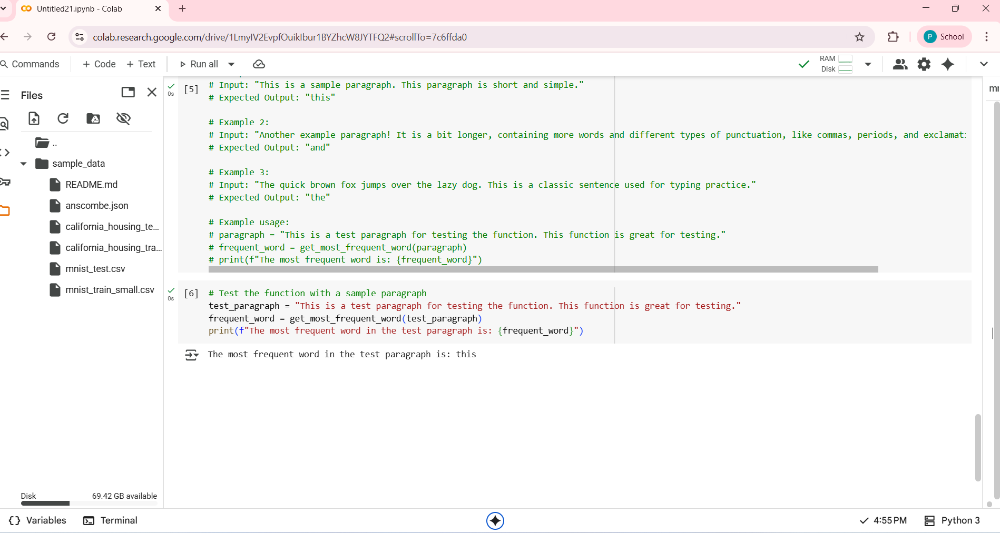 Untitled21.ipynb - Colab
colab.research.google.com/drive/1LmyIV2EvpfOuikIbur1BYZhcW8JYTFQ2#scrollTo=7c6ffda0
P School
Commands + Code + Text Run all
RAM
Disk
Files
..
sample_data
README.md
anscombe.json
california_housing_te...
california_housing_tra...
mnist_test.csv
mnist_train_small.csv
Disk 69.42 GB available
0s
[5]
# Input: "This is a sample paragraph. This paragraph is short and simple."
# Expected Output: "this"
# Example 2:
# Input: "Another example paragraph! It is a bit longer, containing more words and different types of punctuation, like commas, periods, and exclamati
# Expected Output: "and"
# Example 3:
# Input: "The quick brown fox jumps over the lazy dog. This is a classic sentence used for typing practice."
# Expected Output: "the"
# Example usage:
# paragraph = "This is a test paragraph for testing the function. This function is great for testing."
# frequent_word = get_most_frequent_word(paragraph)
# print(f"The most frequent word is: {frequent_word}")
0s
[6]
# Test the function with a sample paragraph
test_paragraph = "This is a test paragraph for testing the function. This function is great for testing."
frequent_word = get_most_frequent_word(test_paragraph)
print(f"The most frequent word in the test paragraph is: {frequent_word}")
The most frequent word in the test paragraph is: this
{} Variables Terminal
4:55 PM Python 3